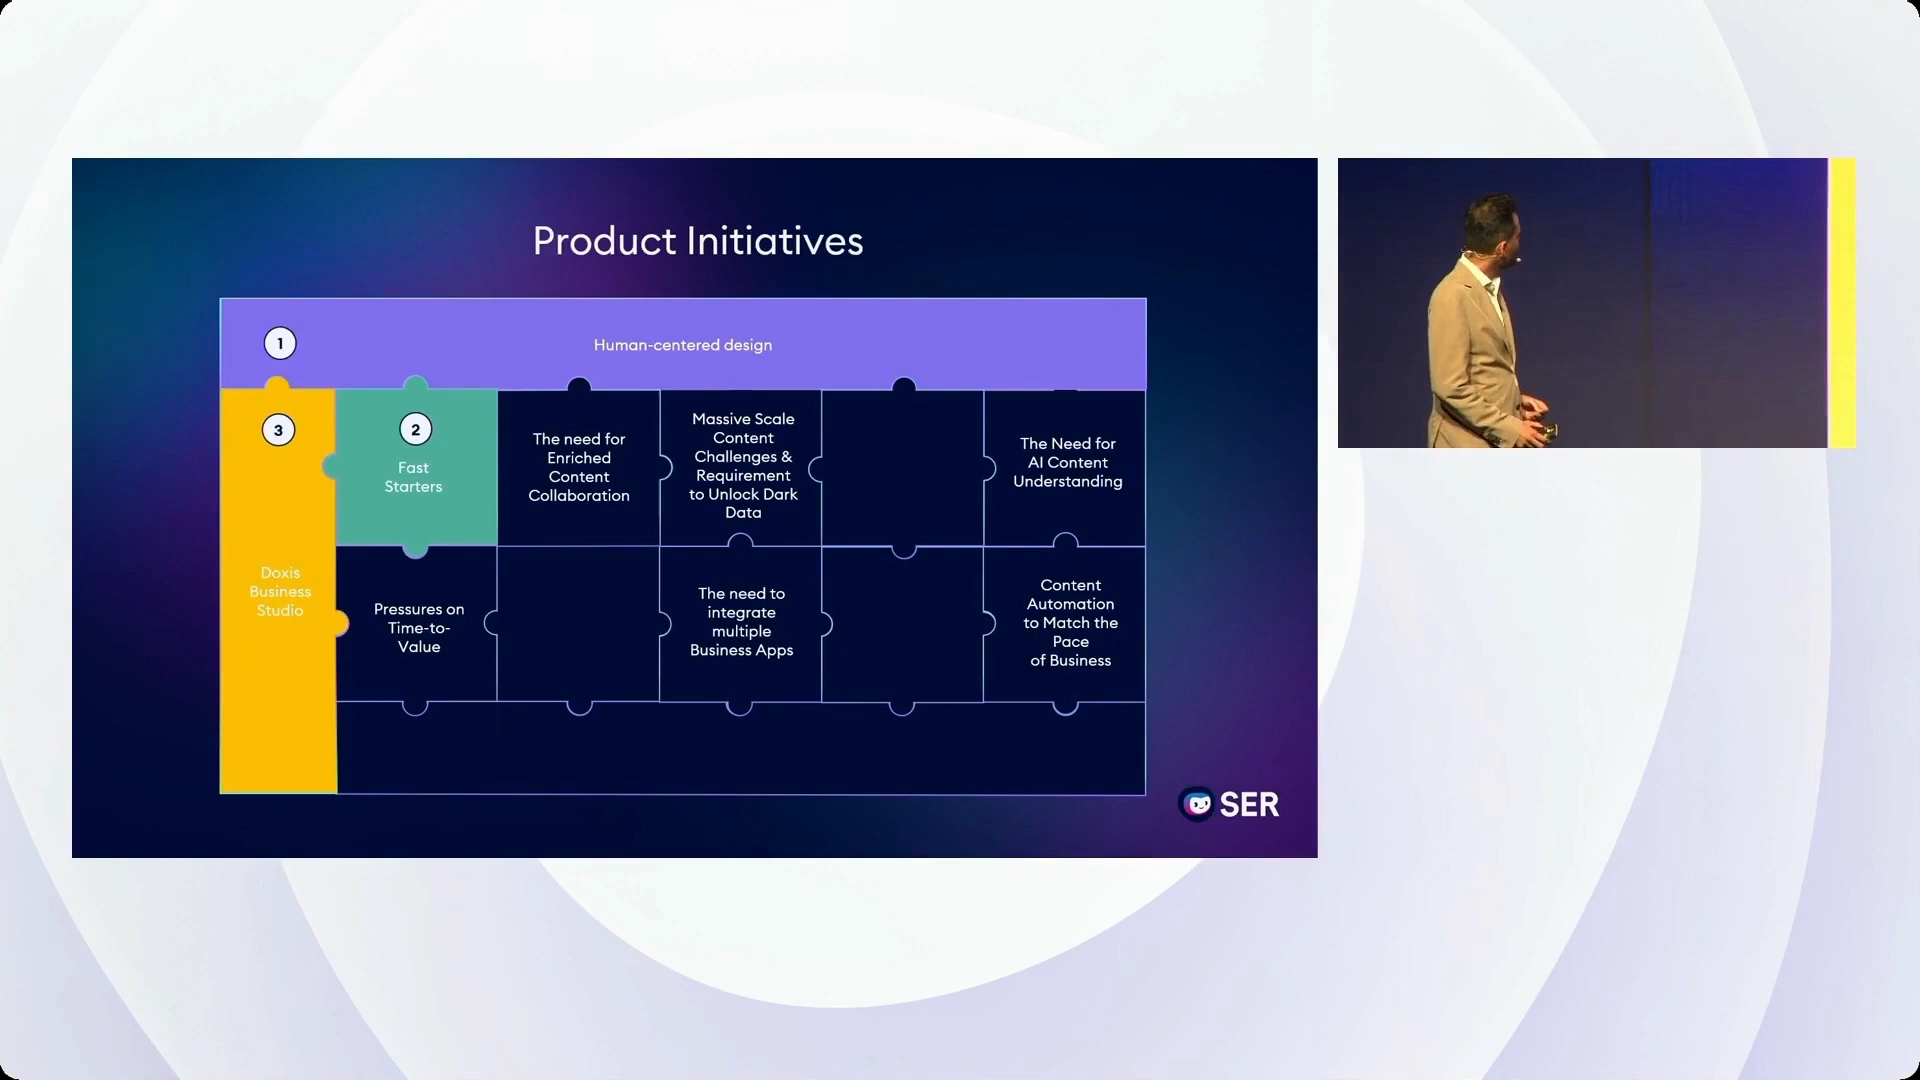 Product Initiatives
1
Human-centered design
3
2
Fast
Starters
The need for
Enriched
Content
Collaboration
Massive Scale
Content
Challenges &
Requirement
to Unlock Dark
Data
The Need for
AI Content
Understanding
Doxis
Business
Studio
Pressures on
Time-to-
Value
The need to
integrate
multiple
Business Apps
Content
Automation
to Match the
Pace
of Business
SER